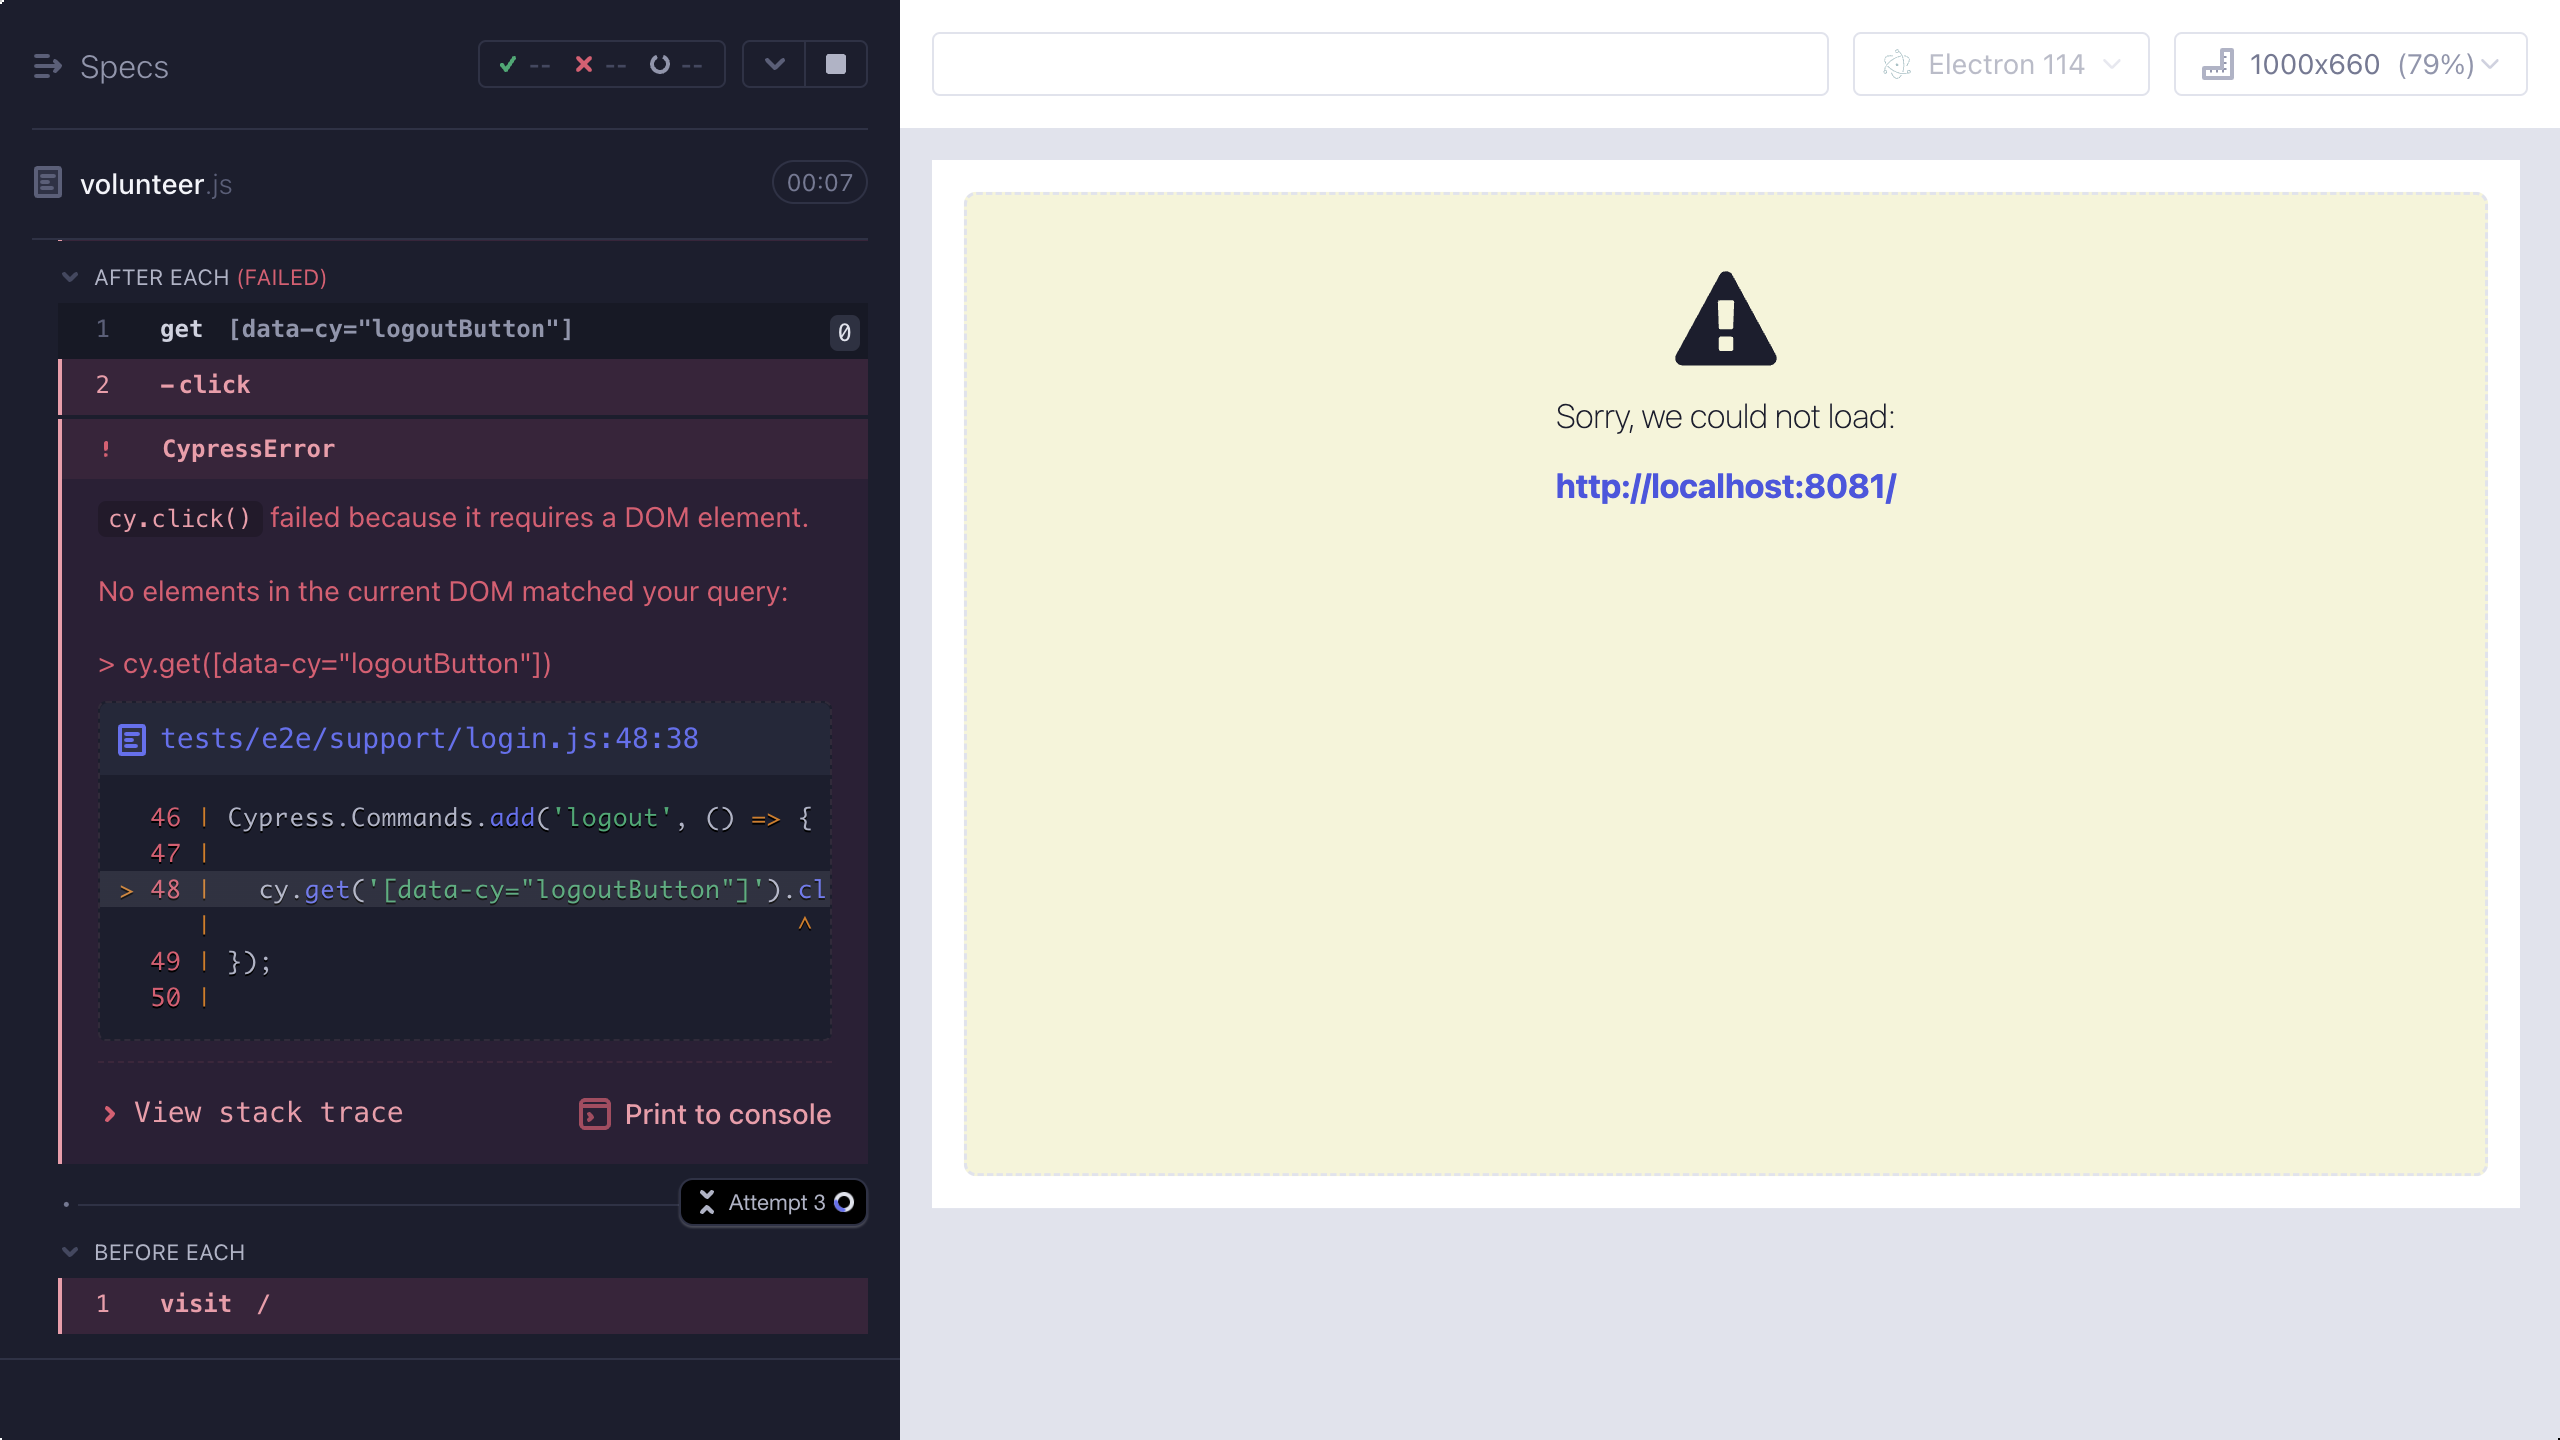 Specs
-- -- --
volunteer.js
00:07
AFTER EACH (FAILED)
1 get [data-cy="logoutButton"] 0
2 -click
! CypressError
cy.click() failed because it requires a DOM element.
No elements in the current DOM matched your query:
> cy.get([data-cy="logoutButton"])
tests/e2e/support/login.js:48:38
46 | Cypress.Commands.add('logout', () => {
47 |
> 48 |   cy.get('[data-cy="logoutButton"]').cl
| ^
49 | });
50 |
View stack trace
Print to console
Attempt 3
BEFORE EACH
1 visit /
Electron 114
1000x660 (79%)
Sorry, we could not load:
http://localhost:8081/